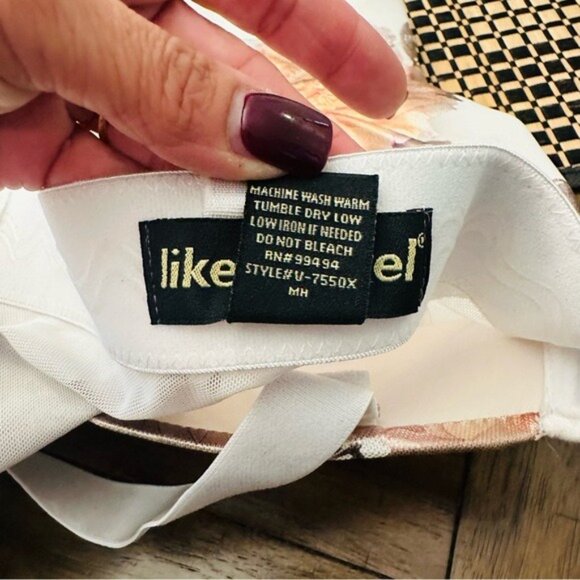 MACHINE WASH WARM
TUMBLE DRY LOW
LOW IRON IF NEEDED
DO NOT BLEACH
RN#99494
STYLE#V-7550X
MH
like el